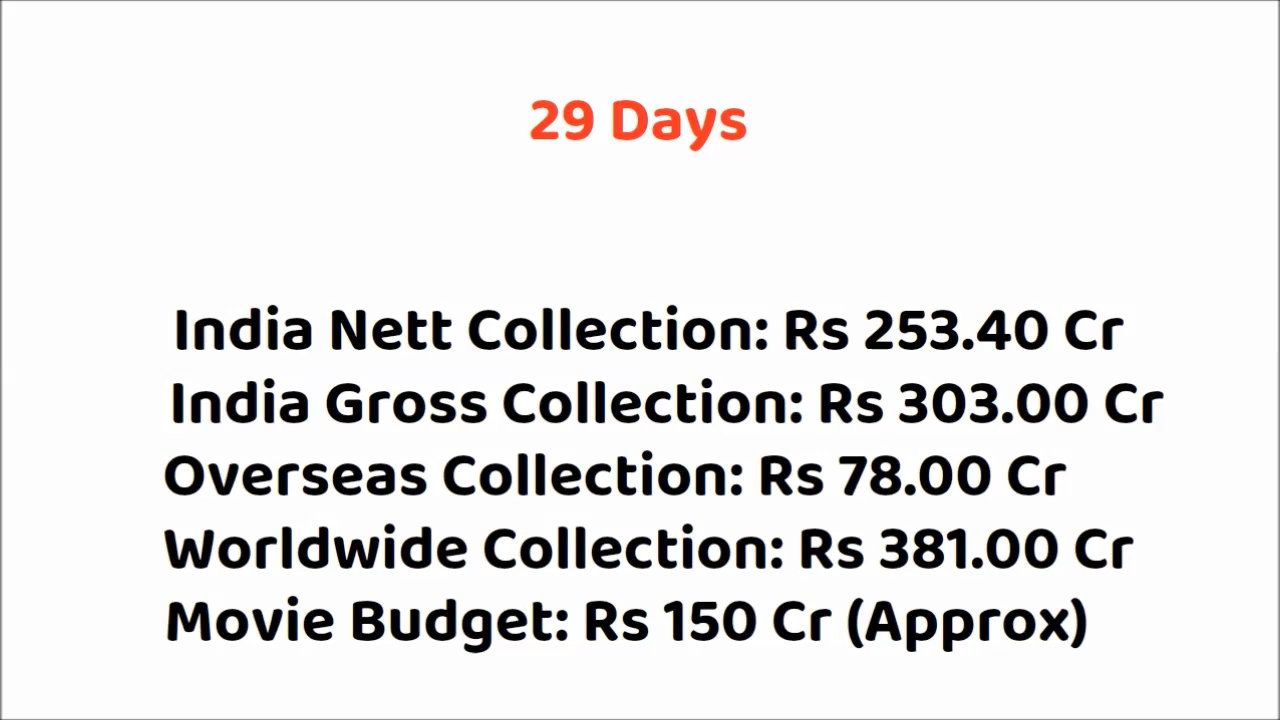 29 Days
India Nett Collection: Rs 253.40 Cr
India Gross Collection: Rs 303.00 Cr
Overseas Collection: Rs 78.00 Cr
Worldwide Collection: Rs 381.00 Cr
Movie Budget: Rs 150 Cr (Approx)